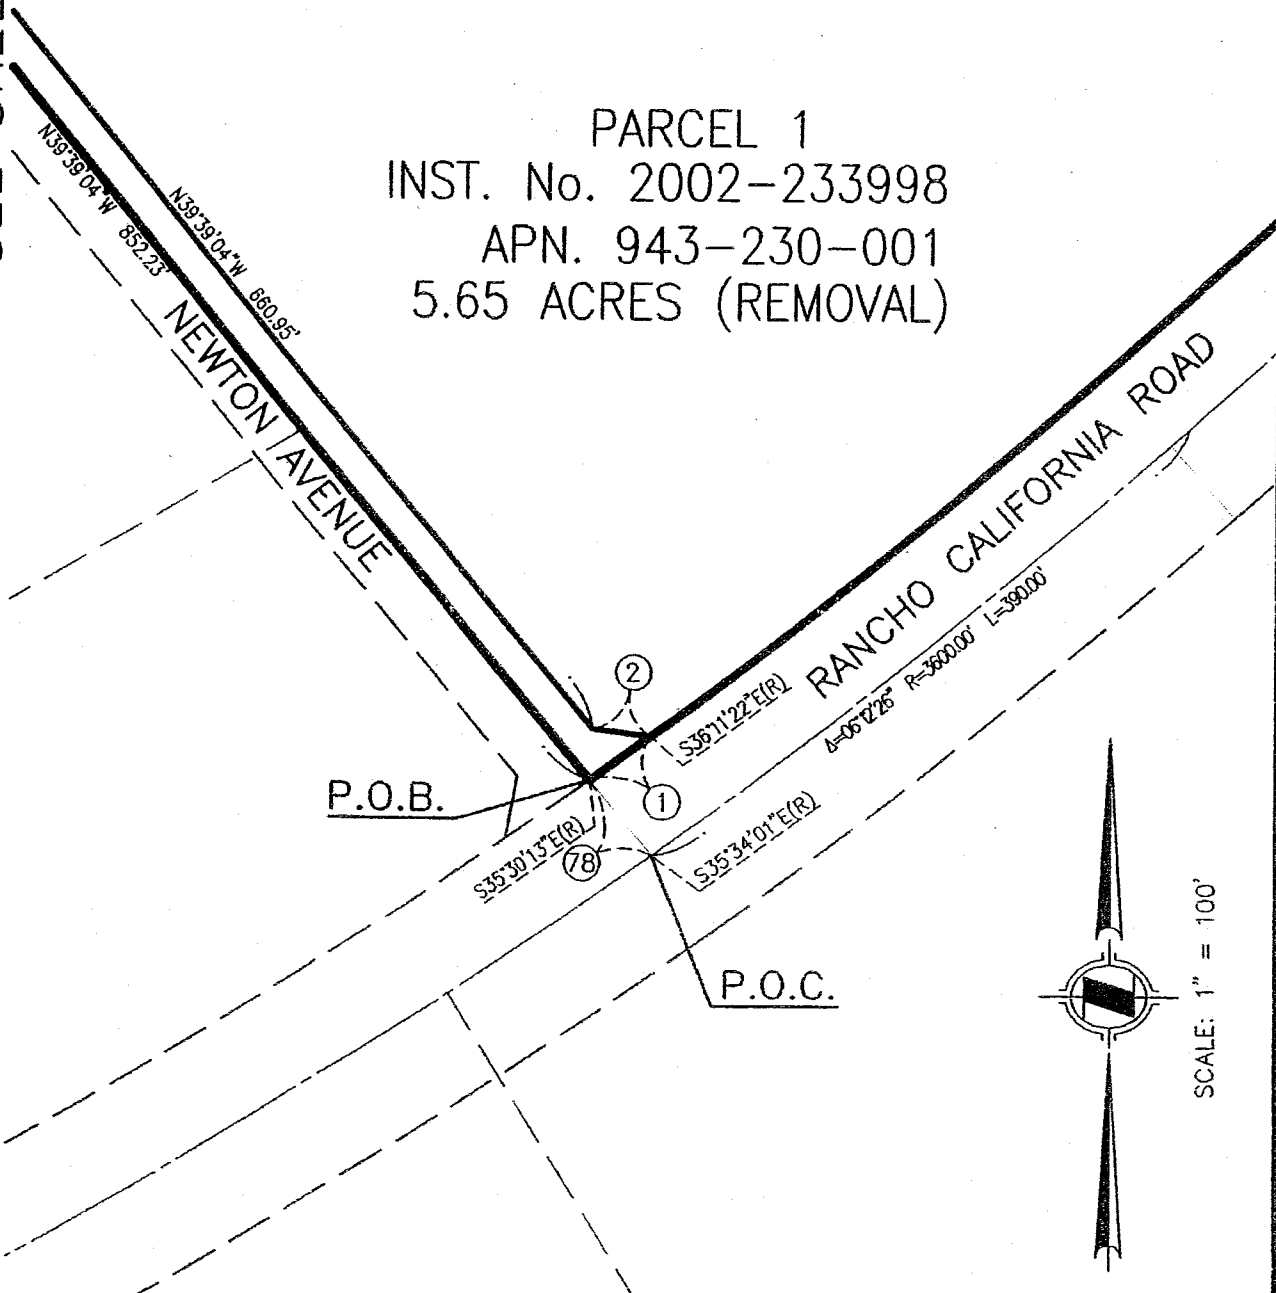 PARCEL 1
INST. No. 2002-233998
APN. 943-230-001
5.65 ACRES (REMOVAL)
N39°39'04"W 852.23'
N39°39'04"W 660.95'
NEWTON AVENUE
RANCHO CALIFORNIA ROAD
Δ=06°12'26" R=3600.00' L=390.00'
2
S36°11'22"E(R)
1
P.O.B.
S35°30'13"E(R)
78
S35°34'01"E(R)
P.O.C.
SCALE: 1" = 100'